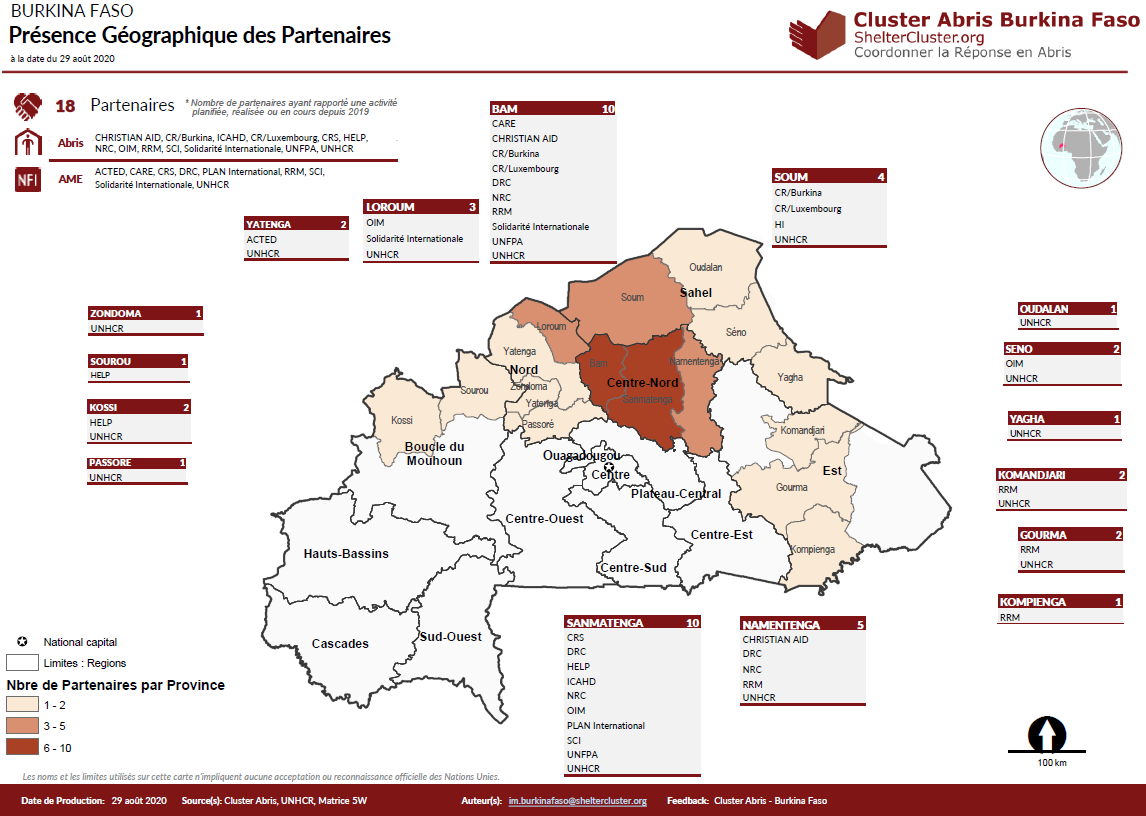 BURKINA FASO
Présence Géographique des Partenaires
à la date du 29 août 2020
Cluster Abris Burkina Faso
ShelterCluster.org
Coordonner la Réponse en Abris
18 Partenaires
* Nombre de partenaires ayant rapporté une activité
planifiée, réalisée ou en cours depuis 2019
Abris
CHRISTIAN AID, CR/Burkina, ICAHD, CR/Luxembourg, CRS, HELP,
NRC, OIM, RRM, SCI, Solidarité Internationale, UNFPA, UNHCR
NFI
AME
ACTED, CARE, CRS, DRC, PLAN International, RRM, SCI,
Solidarité Internationale, UNHCR
BAM 10
CARE
CHRISTIAN AID
CR/Burkina
CR/Luxembourg
DRC
NRC
RRM
Solidarité Internationale
UNFPA
UNHCR
SOUM 4
CR/Burkina
CR/Luxembourg
HI
UNHCR
LOROUM 3
OIM
Solidarité Internationale
UNHCR
YATENGA 2
ACTED
UNHCR
ZONDOMA 1
UNHCR
SOUROU 1
HELP
KOSSI 2
HELP
UNHCR
PASSORE 1
UNHCR
OUDALAN 1
UNHCR
SENO 2
OIM
UNHCR
YAGHA 1
UNHCR
KOMANDJARI 2
RRM
UNHCR
GOURMA 2
RRM
UNHCR
KOMPIENGA 1
RRM
Oudalan
Sahel
Soum
Loroum
Séno
Yatenga
Nord
Bam
Namentenga
Centre-Nord
Yagha
Sourou
Zondoma
Sanmatenga
Yatenga
Kossi
Passoré
Komandjari
Boucle du
Mouhoun
Ouagadougou
Centre
Est
Plateau-Central
Gourma
Centre-Ouest
Centre-Est
Kompienga
Hauts-Bassins
Centre-Sud
Cascades
Sud-Ouest
SANMATENGA 10
CRS
DRC
HELP
ICAHD
NRC
OIM
PLAN International
SCI
UNFPA
UNHCR
NAMENTENGA 5
CHRISTIAN AID
DRC
NRC
RRM
UNHCR
National capital
Limites : Regions
Nbre de Partenaires par Province
1 - 2
3 - 5
6 - 10
100 km
Les noms et les limites utilisés sur cette carte n'impliquent aucune acceptation ou reconnaissance officielle des Nations Unies.
Date de Production: 29 août 2020 Source(s): Cluster Abris, UNHCR, Matrice 5W Auteur(s): im.burkinafaso@sheltercluster.org Feedback: Cluster Abris - Burkina Faso